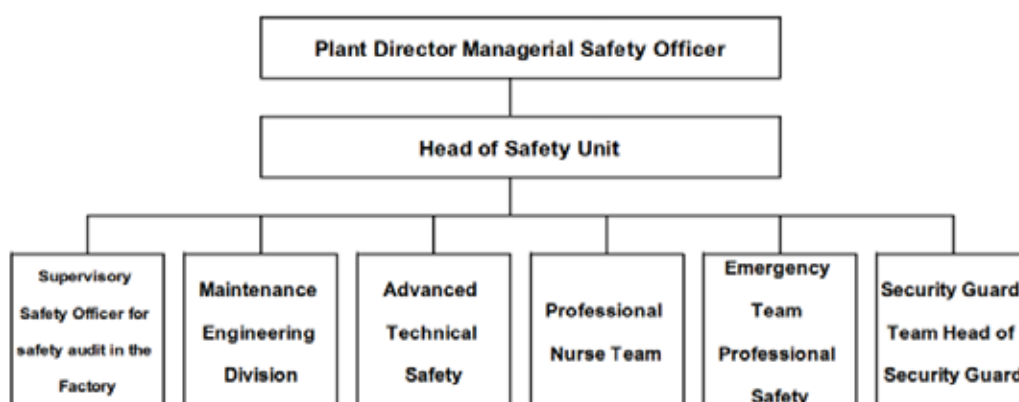 Plant Director Managerial Safety Officer
Head of Safety Unit
Supervisory
Safety Officer for
safety audit in the
Factory
Maintenance
Engineering
Division
Advanced
Technical
Safety
Professional
Nurse Team
Emergency
Team
Professional
Safety
Security Guard
Team Head of
Security Guard